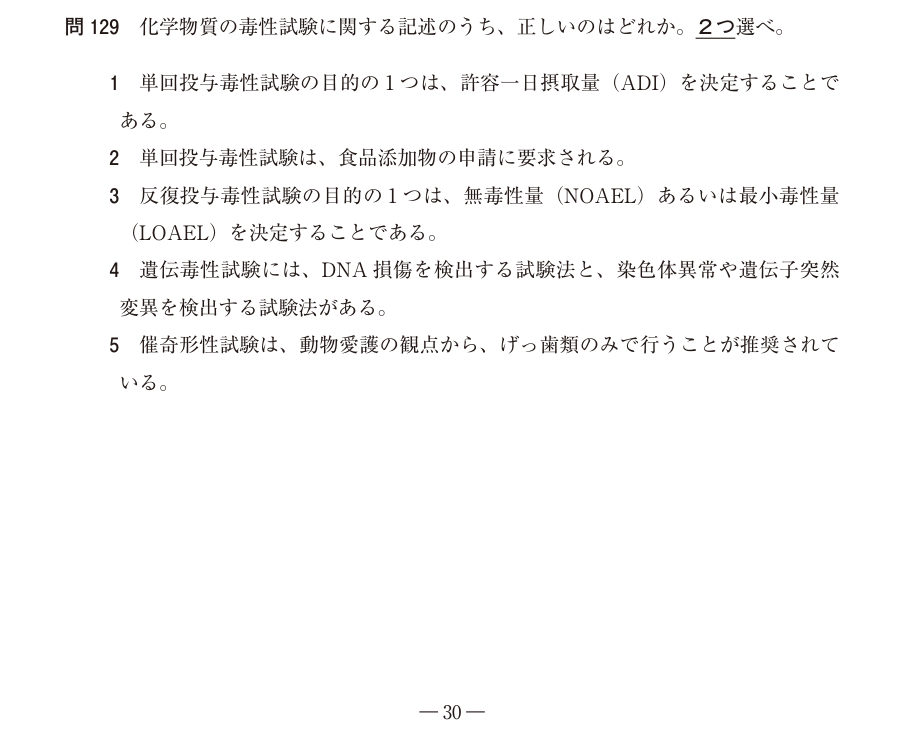 問 129 化学物質の毒性試験に関する記述のうち、正しいのはどれか。2つ選べ。
1 単回投与毒性試験の目的の1つは、許容一日摂取量（ADI）を決定することで
ある。
2 単回投与毒性試験は、食品添加物の申請に要求される。
3 反復投与毒性試験の目的の1つは、無毒性量（NOAEL）あるいは最小毒性量
（LOAEL）を決定することである。
4 遺伝毒性試験には、DNA 損傷を検出する試験法と、染色体異常や遺伝子突然
変異を検出する試験法がある。
5 催奇形性試験は、動物愛護の観点から、げっ歯類のみで行うことが推奨されて
いる。
― 30 ―